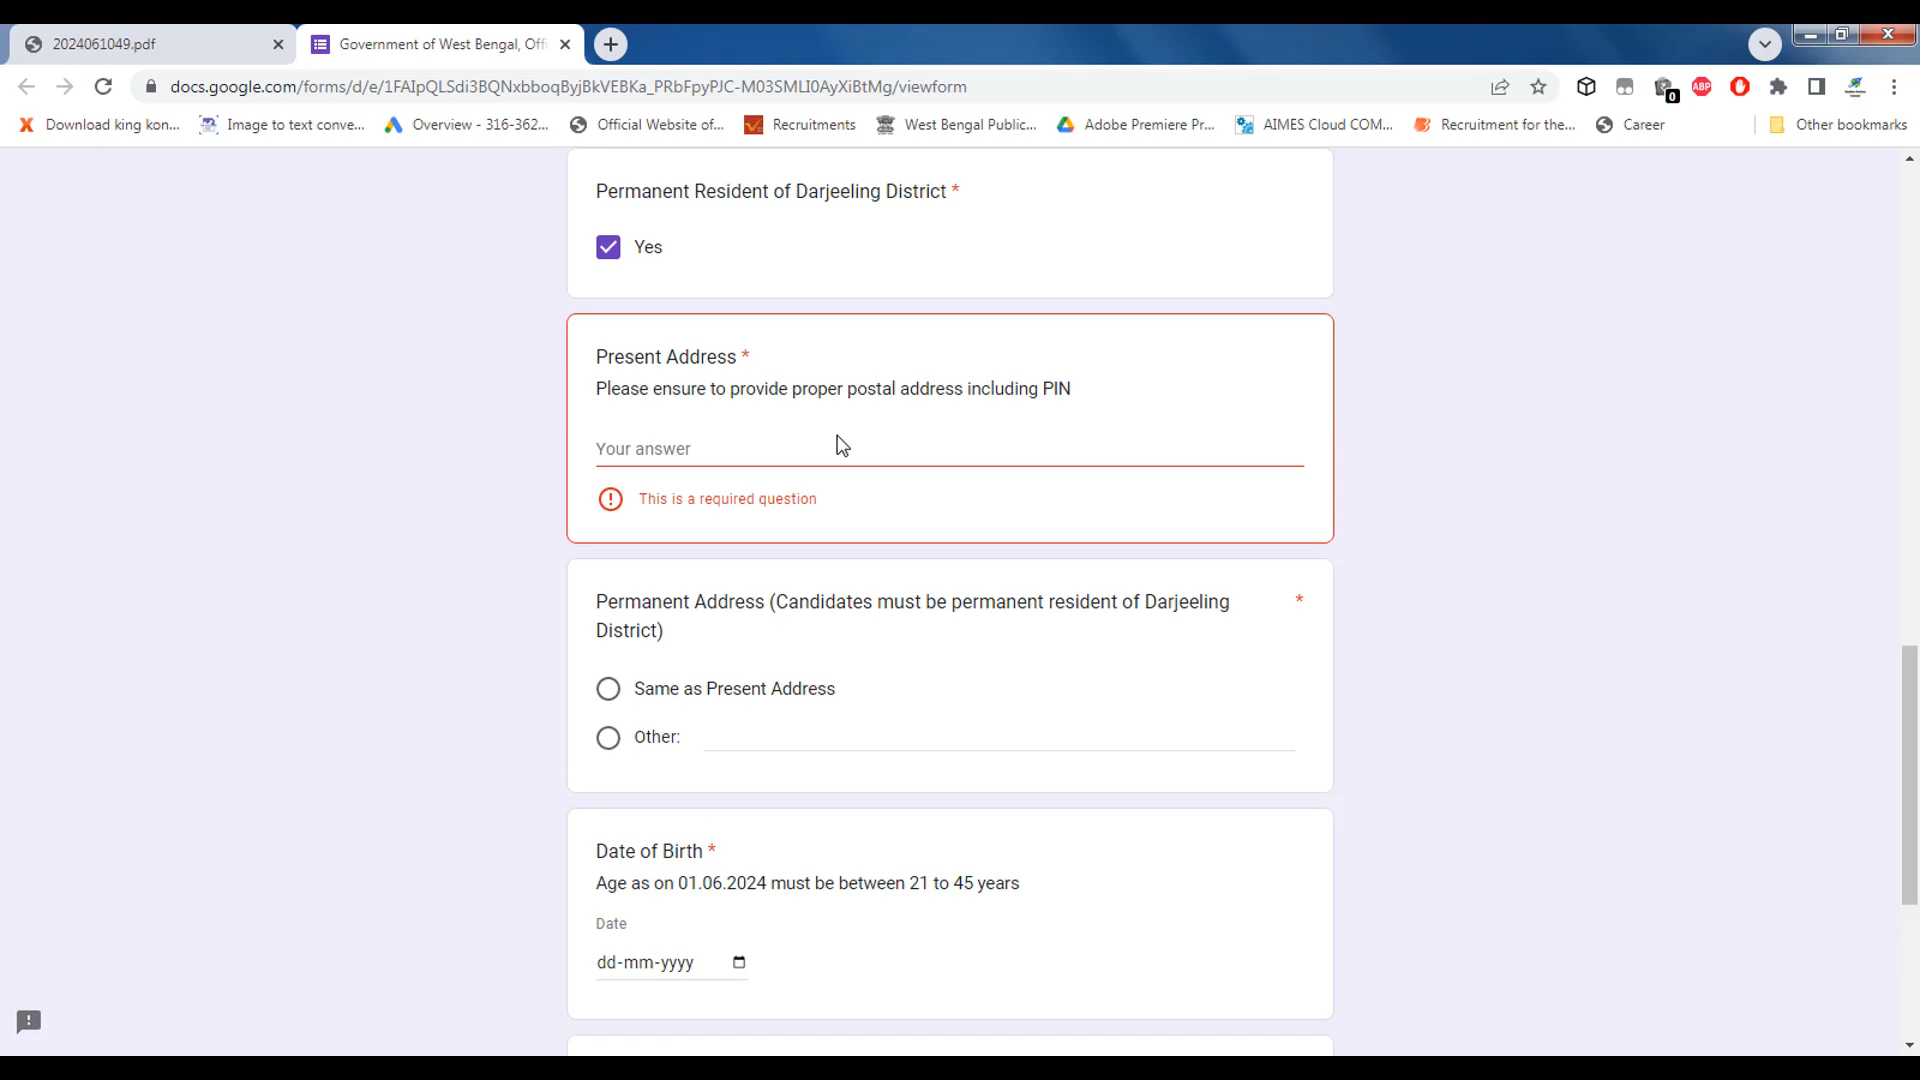 2024061049.pdf
Government of West Bengal, Offi
docs.google.com/forms/d/e/1FAIpQLSdi3BQNxbboqByjBkVEBKa_PRbFpyPJC-M03SMLI0AyXiBtMg/viewform
ABP
0
Download king kon...
Image to text conve...
Overview - 316-362...
Official Website of...
Recruitments
West Bengal Public...
Adobe Premiere Pr...
AIMES Cloud COM...
Recruitment for the...
Career
Other bookmarks
Permanent Resident of Darjeeling District *
Yes
Present Address *
Please ensure to provide proper postal address including PIN
Your answer
This is a required question
Permanent Address (Candidates must be permanent resident of Darjeeling *
District)
Same as Present Address
Other:
Date of Birth *
Age as on 01.06.2024 must be between 21 to 45 years
Date
dd-mm-yyyy